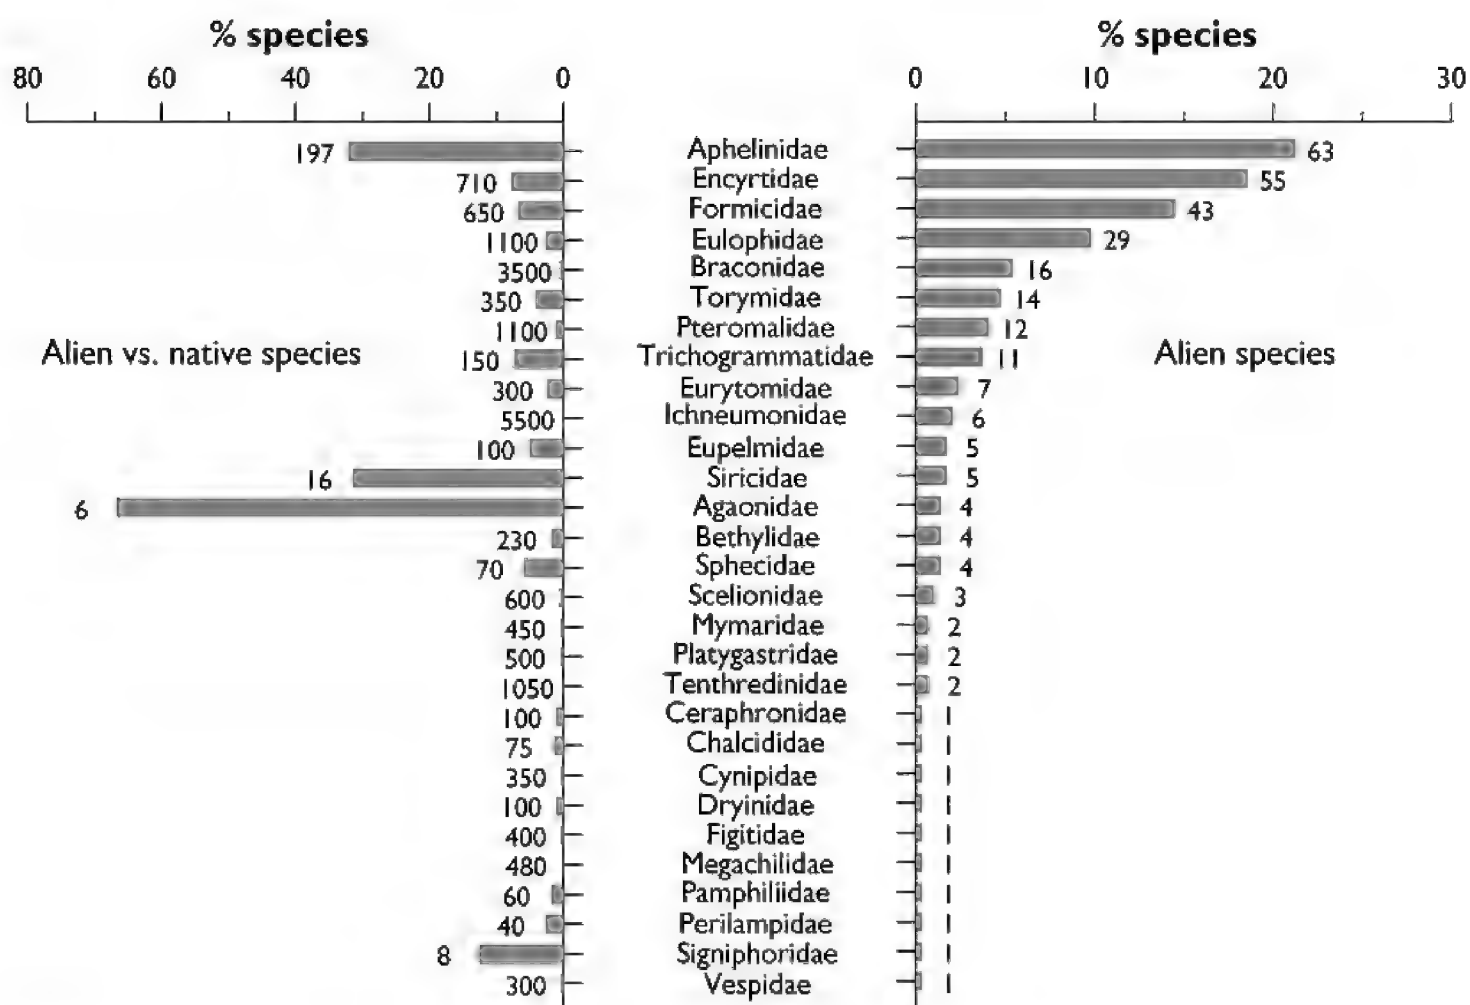 % species % species
80 60 40 20 0 0 10 20 30
197 Aphelinidae 63
710 Encyrtidae 55
650 Formicidae 43
1100 Eulophidae 29
3500 Braconidae 16
350 Torymidae 14
1100 Pteromalidae 12
Alien vs. native species Alien species
150 Trichogrammatidae 11
300 Eurytomidae 7
5500 Ichneumonidae 6
100 Eupelmidae 5
16 Siricidae 5
6 Agaonidae 4
230 Bethylidae 4
70 Sphecidae 4
600 Scelionidae 3
450 Mymaridae 2
500 Platygastridae 2
1050 Tenthredinidae 2
100 Ceraphronidae 1
75 Chalcididae 1
350 Cynipidae 1
100 Dryinidae 1
400 Figitidae 1
480 Megachilidae 1
60 Pamphiliidae 1
40 Perilampidae 1
8 Signiphoridae 1
300 Vespidae 1